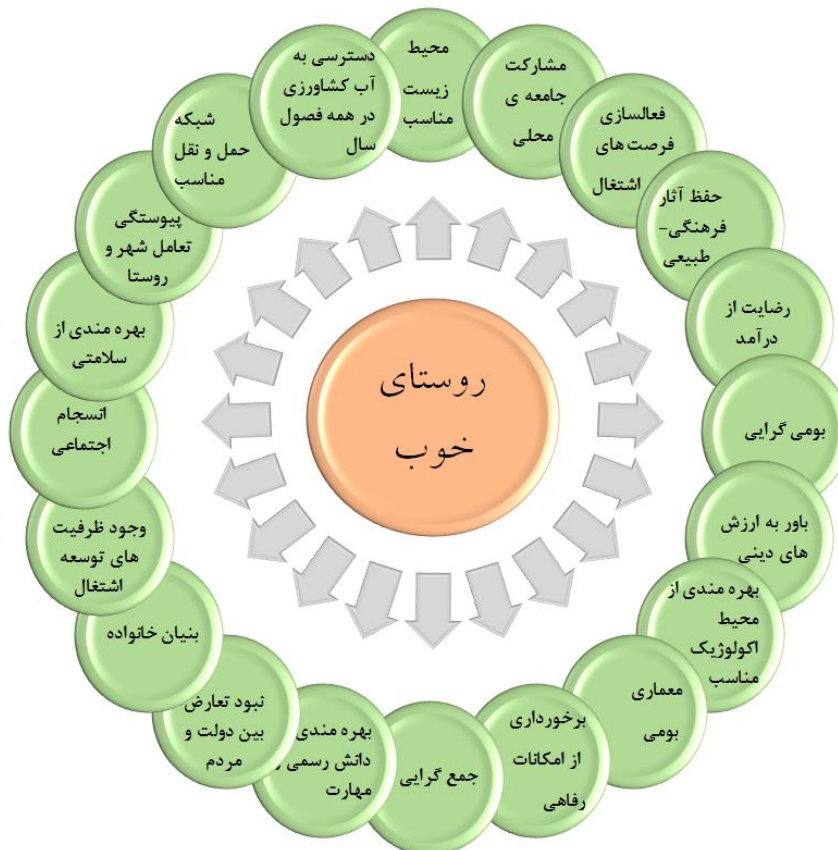 روستای
خوب
محیط
زیست
مناسب
مشارکت
جامعه ی
محلی
فعالسازی
فرصت های
اشتغال
حفظ آثار
فرهنگی-
طبیعی
رضایت از
درآمد
بومی گرایی
باور به ارزش
های دینی
بهره مندی از
محیط
اکولوژیک
مناسب
معماری
بومی
برخورداری
از امکانات
رفاهی
جمع گرایی
بهره مندی
دانش رسمی و
مهارت
نبود تعارض
بین دولت و
مردم
بنیان خانواده
وجود ظرفیت
های توسعه
اشتغال
انسجام
اجتماعی
بهره مندی از
سلامتی
پیوستگی
تعامل شهر و
روستا
شبکه
حمل و نقل
مناسب
دسترسی به
آب کشاورزی
در همه فصول
سال